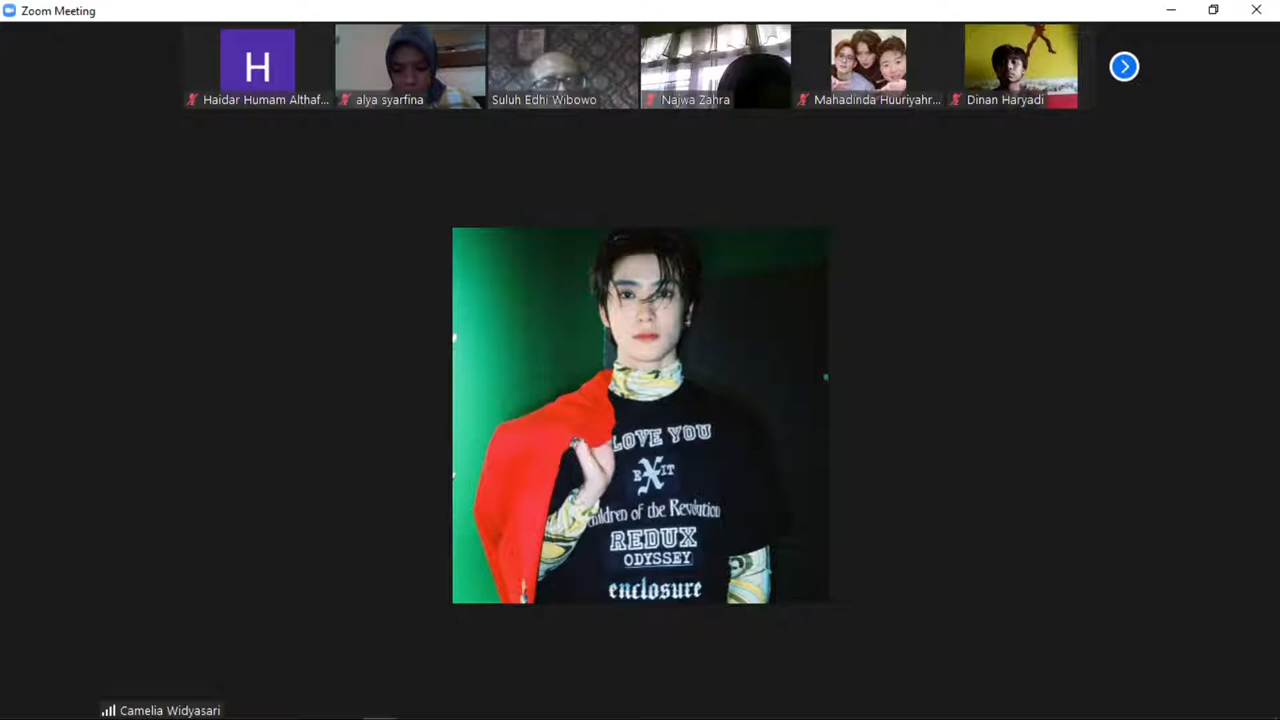 Zoom Meeting
H
Haidar Humam Althaf...
alya syarfina
Suluh Edhi Wibowo
Najwa Zahra
Mahadinda Huuriyahr...
Dinan Haryadi
LOVE YOU
EXIT
children of the Revolution
REDUX
ODYSSEY
enclosure
Camelia Widyasari